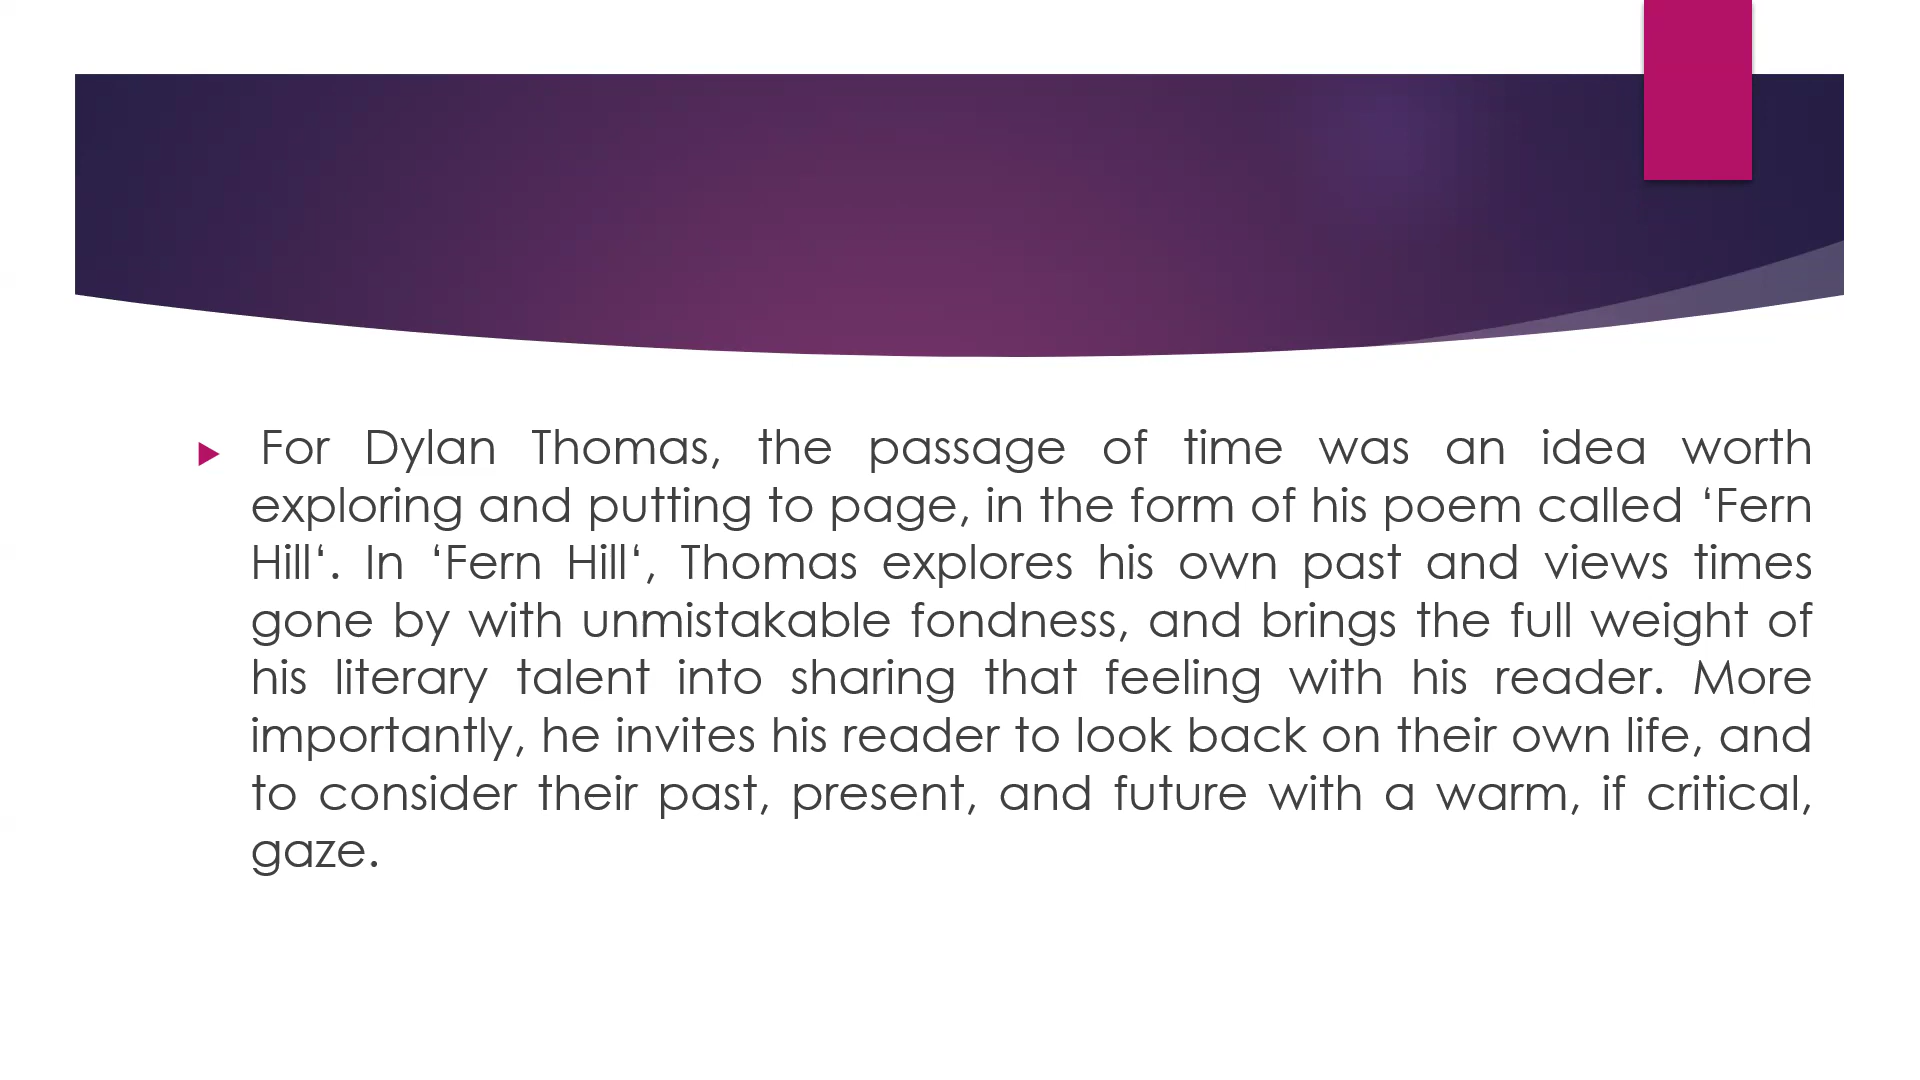 For Dylan Thomas, the passage of time was an idea worth
exploring and putting to page, in the form of his poem called ‘Fern
Hill‘. In ‘Fern Hill‘, Thomas explores his own past and views times
gone by with unmistakable fondness, and brings the full weight of
his literary talent into sharing that feeling with his reader. More
importantly, he invites his reader to look back on their own life, and
to consider their past, present, and future with a warm, if critical,
gaze.